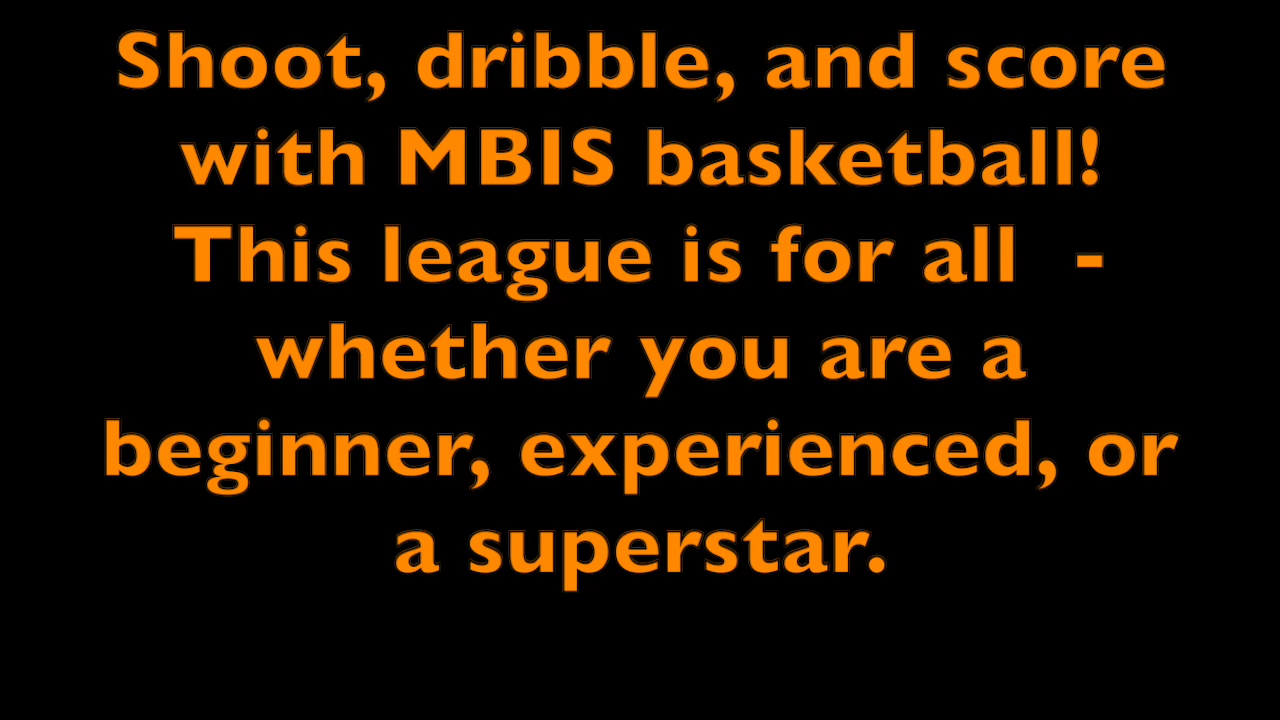 Shoot, dribble, and score
with MBIS basketball!
This league is for all  -
whether you are a
beginner, experienced, or
a superstar.